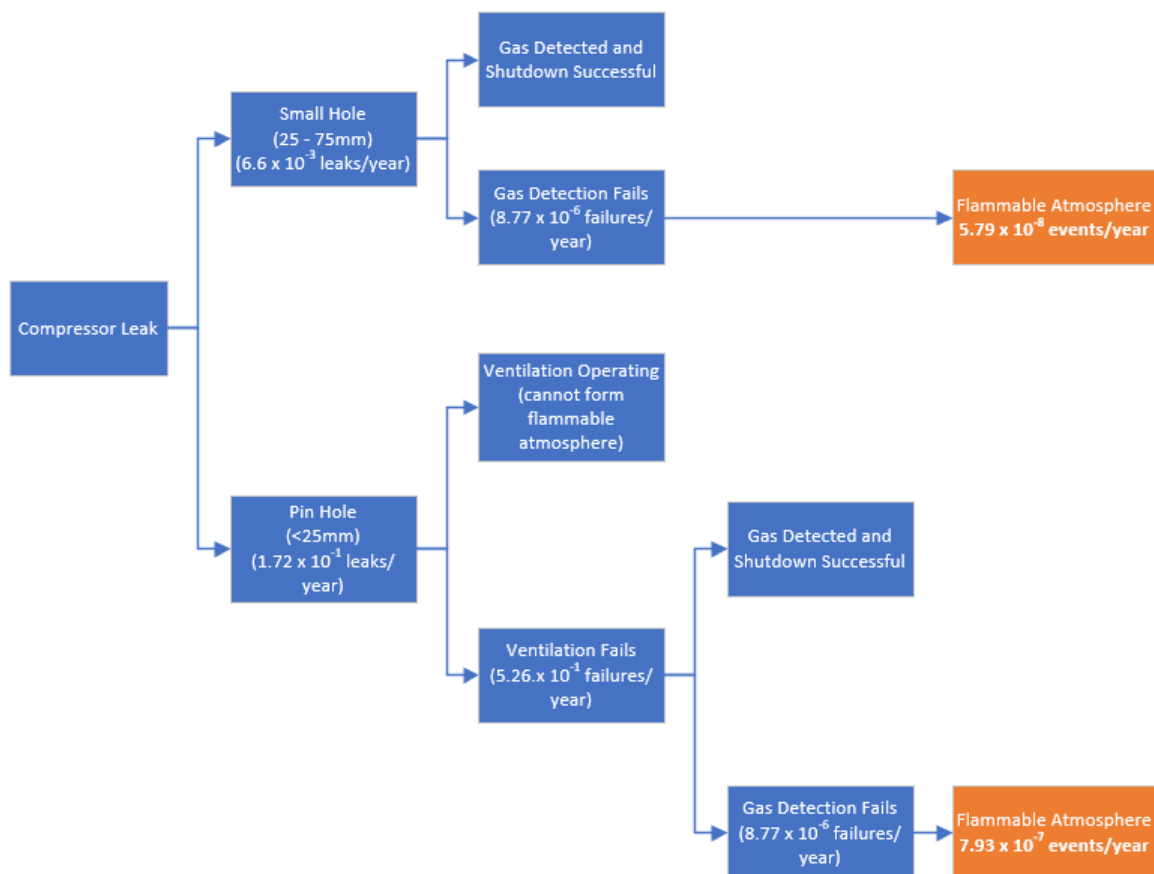 Gas Detected and
Shutdown Successful
Small Hole
(25 - 75mm)
(6.6 x 10⁻³ leaks/year)
Gas Detection Fails
(8.77 x 10⁻⁶ failures/
year)
Flammable Atmosphere
5.79 x 10⁻⁸ events/year
Compressor Leak
Ventilation Operating
(cannot form
flammable
atmosphere)
Pin Hole
(<25mm)
(1.72 x 10⁻¹ leaks/
year)
Gas Detected and
Shutdown Successful
Ventilation Fails
(5.26.x 10⁻¹ failures/
year)
Gas Detection Fails
(8.77 x 10⁻⁶ failures/
year)
Flammable Atmosphere
7.93 x 10⁻⁷ events/year